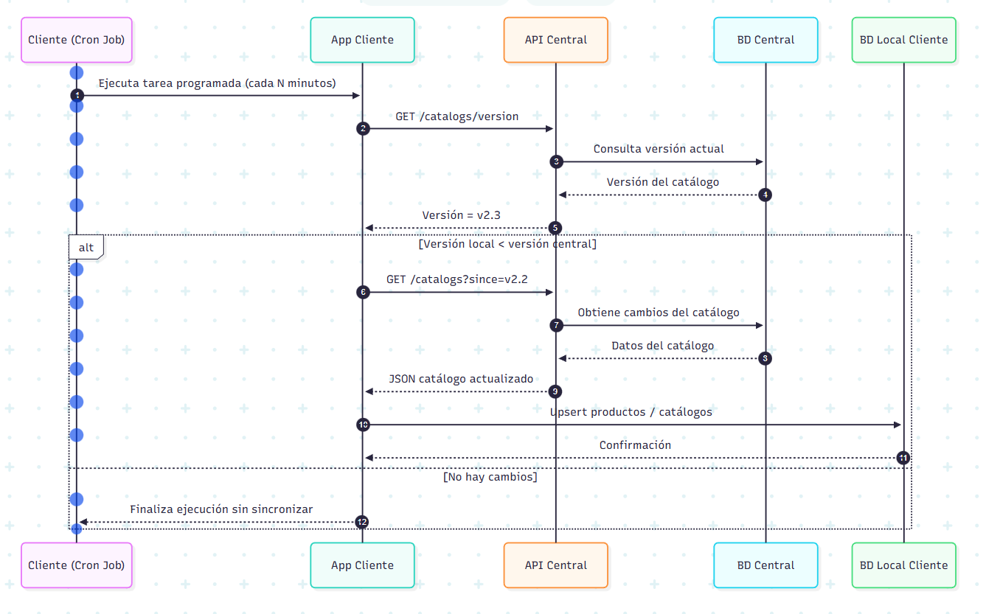 Cliente (Cron Job)
App Cliente
API Central
BD Central
BD Local Cliente
Ejecuta tarea programada (cada N minutos)
1
GET /catalogs/version
2
Consulta versión actual
3
Versión del catálogo
4
Versión = v2.3
5
alt
[Versión local < versión central]
GET /catalogs?since=v2.2
6
Obtiene cambios del catálogo
7
Datos del catálogo
8
JSON catálogo actualizado
9
Upsert productos / catálogos
10
Confirmación
11
[No hay cambios]
Finaliza ejecución sin sincronizar
12
Cliente (Cron Job)
App Cliente
API Central
BD Central
BD Local Cliente